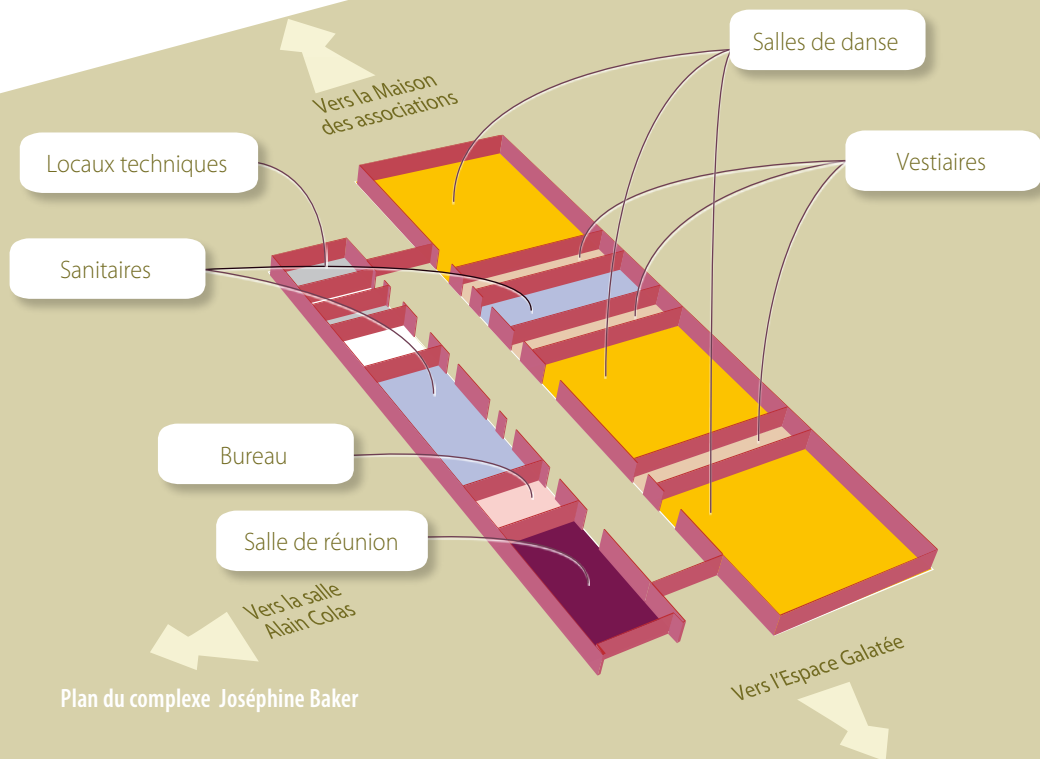 Salles de danse
Vers la Maison
des associations
Locaux techniques
Vestiaires
Sanitaires
Bureau
Salle de réunion
Vers la salle
Alain Colas
Vers l'Espace Galatée
Plan du complexe Joséphine Baker